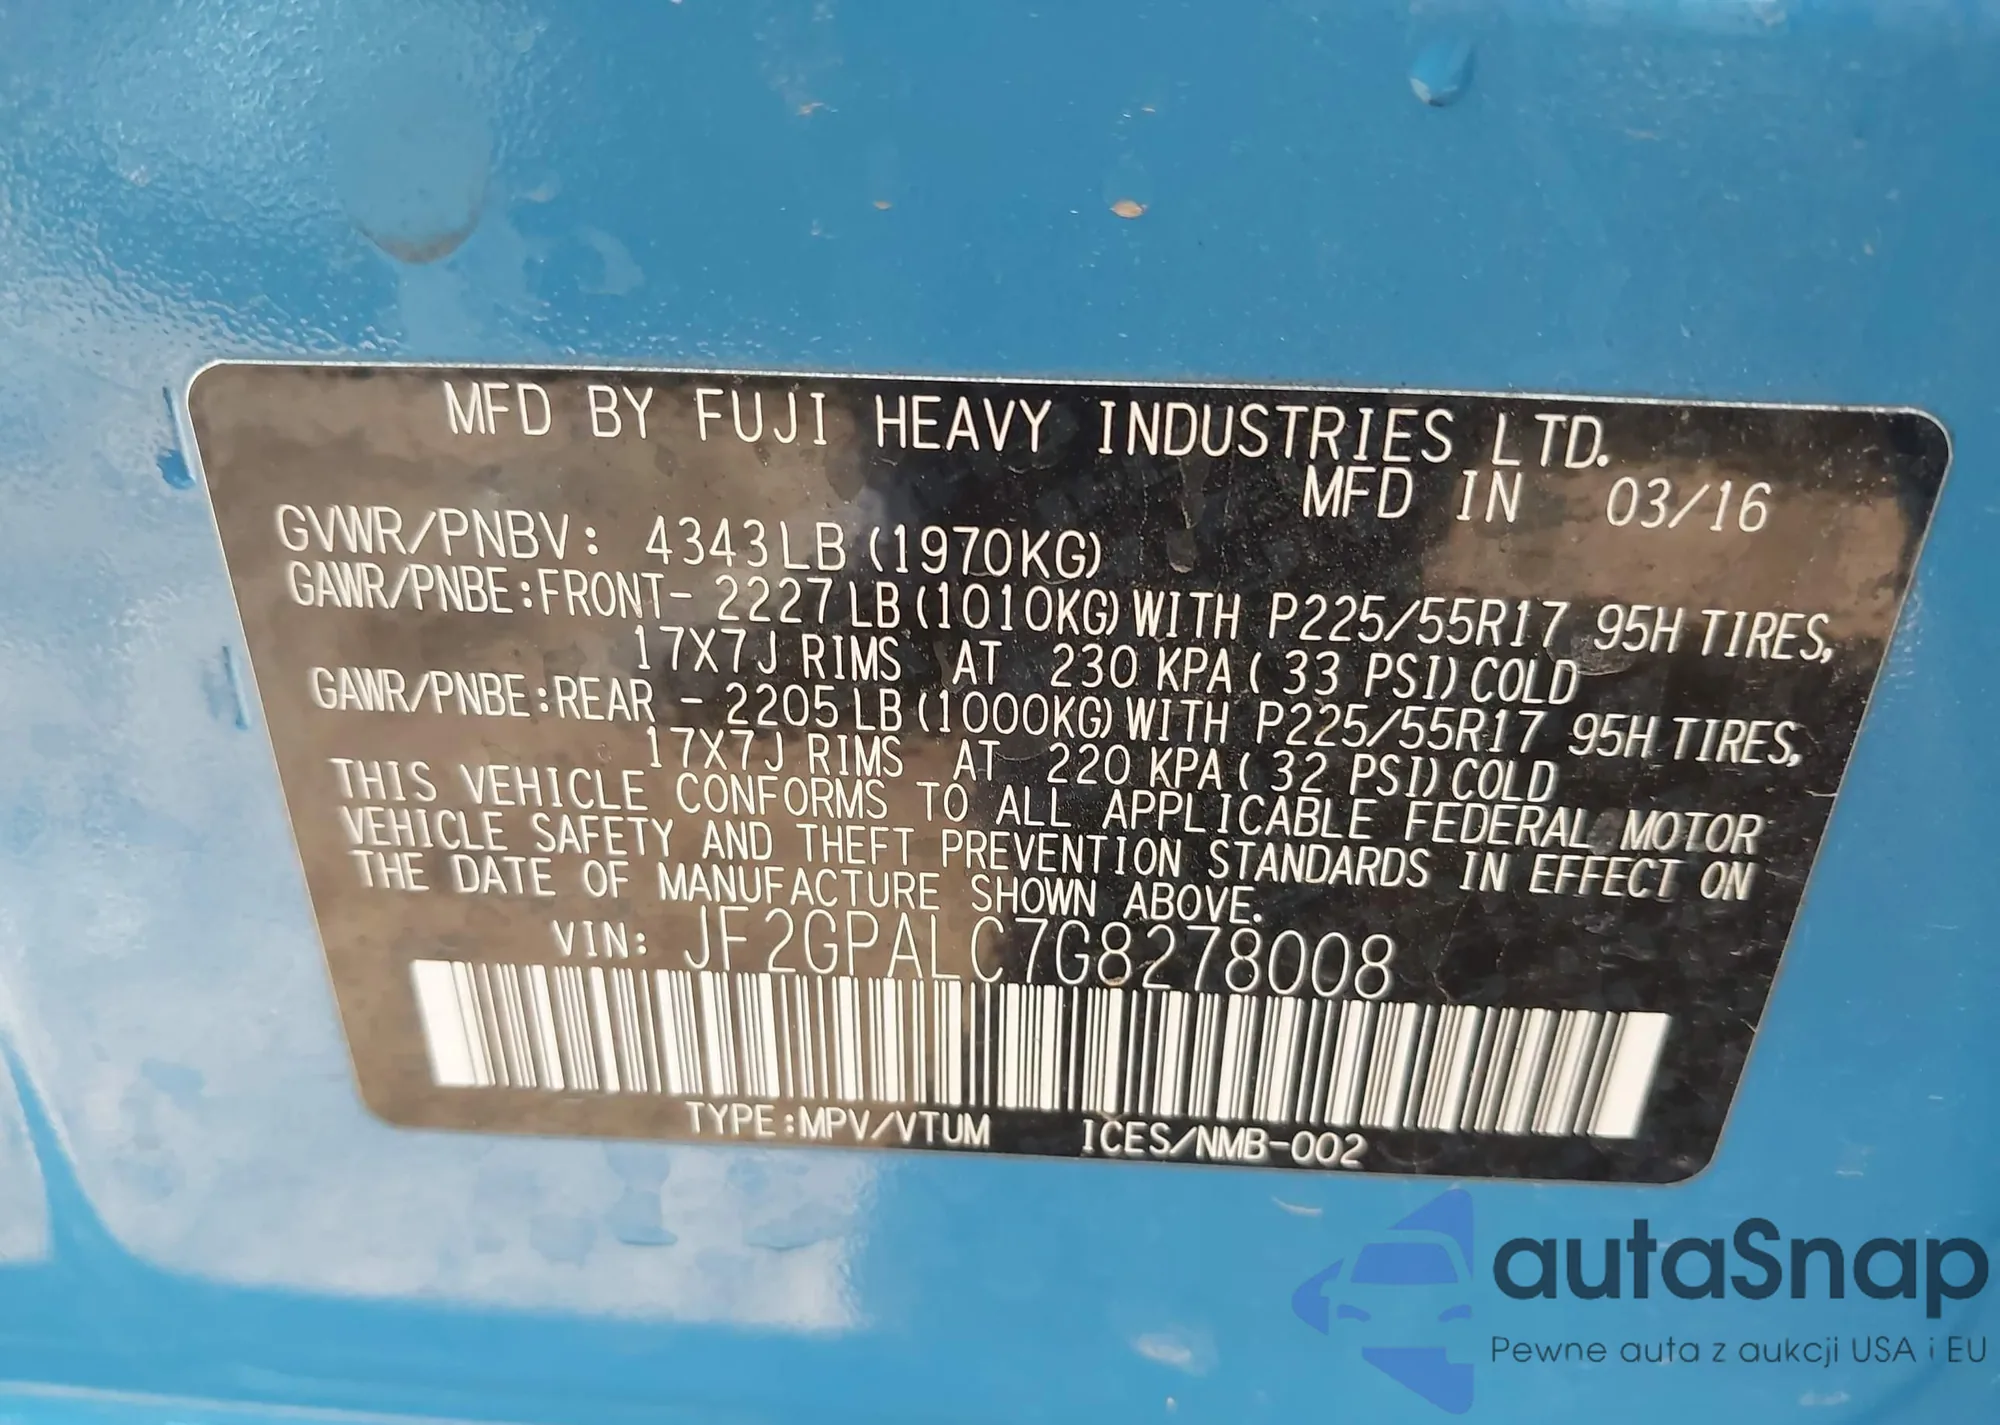 MFD BY FUJI HEAVY INDUSTRIES LTD.
MFD IN 03/16
GVWR/PNBV: 4343LB (1970KG)
GAWR/PNBE:FRONT- 2227LB(1010KG)WITH P225/55R17 95H TIRES,
17X7J RIMS AT 230 KPA( 33 PSI)COLD
GAWR/PNBE:REAR - 2205LB(1000KG)WITH P225/55R17 95H TIRES,
17X7J RIMS AT 220 KPA( 32 PSI)COLD
THIS VEHICLE CONFORMS TO ALL APPLICABLE FEDERAL MOTOR
VEHICLE SAFETY AND THEFT PREVENTION STANDARDS IN EFFECT ON
THE DATE OF MANUFACTURE SHOWN ABOVE.
VIN: JF2GPALC7G8278008
TYPE:MPV/VTUM ICES/NMB-002
autaSnap
Pewne auta z aukcji USA i EU